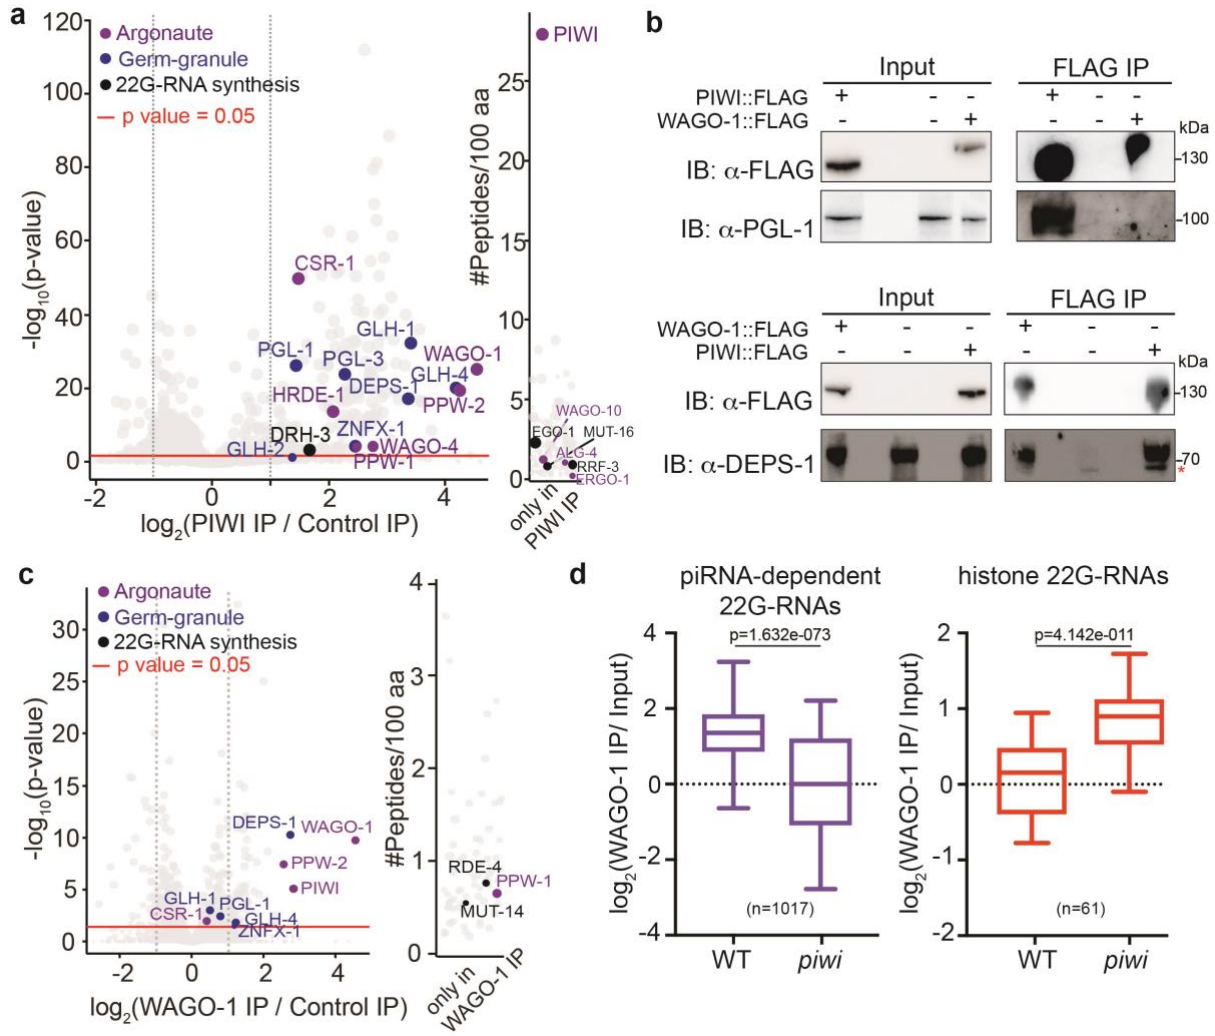 a
120
100
80
60
40
20
0
-log10(p-value)
Argonaute
Germ-granule
22G-RNA synthesis
p value = 0.05
CSR-1
GLH-1
PGL-1
PGL-3
WAGO-1
DEPS-1
GLH-4
HRDE-1
PPW-2
ZNFX-1
DRH-3
WAGO-4
GLH-2
PPW-1
-2
0
2
4
log2(PIWI IP / Control IP)
#Peptides/100 aa
25
20
15
10
5
0
PIWI
WAGO-10
EGO-1
MUT-16
ALG-4
RRF-3
ERGO-1
only in
PIWI IP
b
Input
FLAG IP
PIWI::FLAG + - - + - -
WAGO-1::FLAG - - + - - +
kDa
IB: α-FLAG
-130
IB: α-PGL-1
-100
Input
FLAG IP
WAGO-1::FLAG + - - + - -
PIWI::FLAG - - + - - +
kDa
IB: α-FLAG
-130
IB: α-DEPS-1
-70
*
c
30
25
20
15
10
5
0
-log10(p-value)
Argonaute
Germ-granule
22G-RNA synthesis
p value = 0.05
DEPS-1
WAGO-1
PPW-2
PIWI
GLH-1
PGL-1
CSR-1
GLH-4
ZNFX-1
-2
0
2
4
log2(WAGO-1 IP / Control IP)
#Peptides/100 aa
4
3
2
1
0
RDE-4
PPW-1
MUT-14
only in
WAGO-1 IP
d
piRNA-dependent
22G-RNAs
log2(WAGO-1 IP/ Input)
4
2
0
-2
-4
p=1.632e-073
(n=1017)
WT
piwi
histone 22G-RNAs
log2(WAGO-1 IP/ Input)
2
1
0
-1
-2
p=4.142e-011
(n=61)
WT
piwi